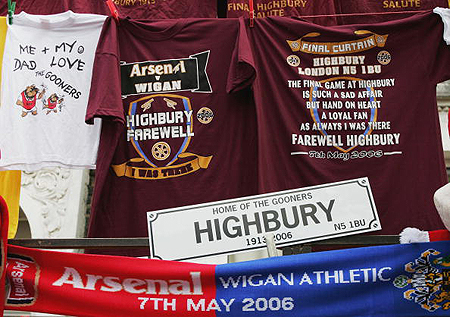 HIGHBURY 1913
HIGHBURY
SALUTE
ME + MY
DAD LOVE
THE GOONERS
Arsenal
WIGAN
HIGHBURY
FAREWELL
I WAS THERE
FINAL CURTAIN
HIGHBURY
LONDON N5 1BU
THE FINAL GAME AT HIGHBURY
IS SUCH A SAD AFFAIR
BUT HAND ON HEART
A LOYAL FAN
AS ALWAYS I WAS THERE
FAREWELL HIGHBURY
7th May 2006
HOME OF THE GOONERS
HIGHBURY
1913-2006
N5 1BU
Arsenal
Arsenal
WIGAN ATHLETIC
7TH MAY 2006